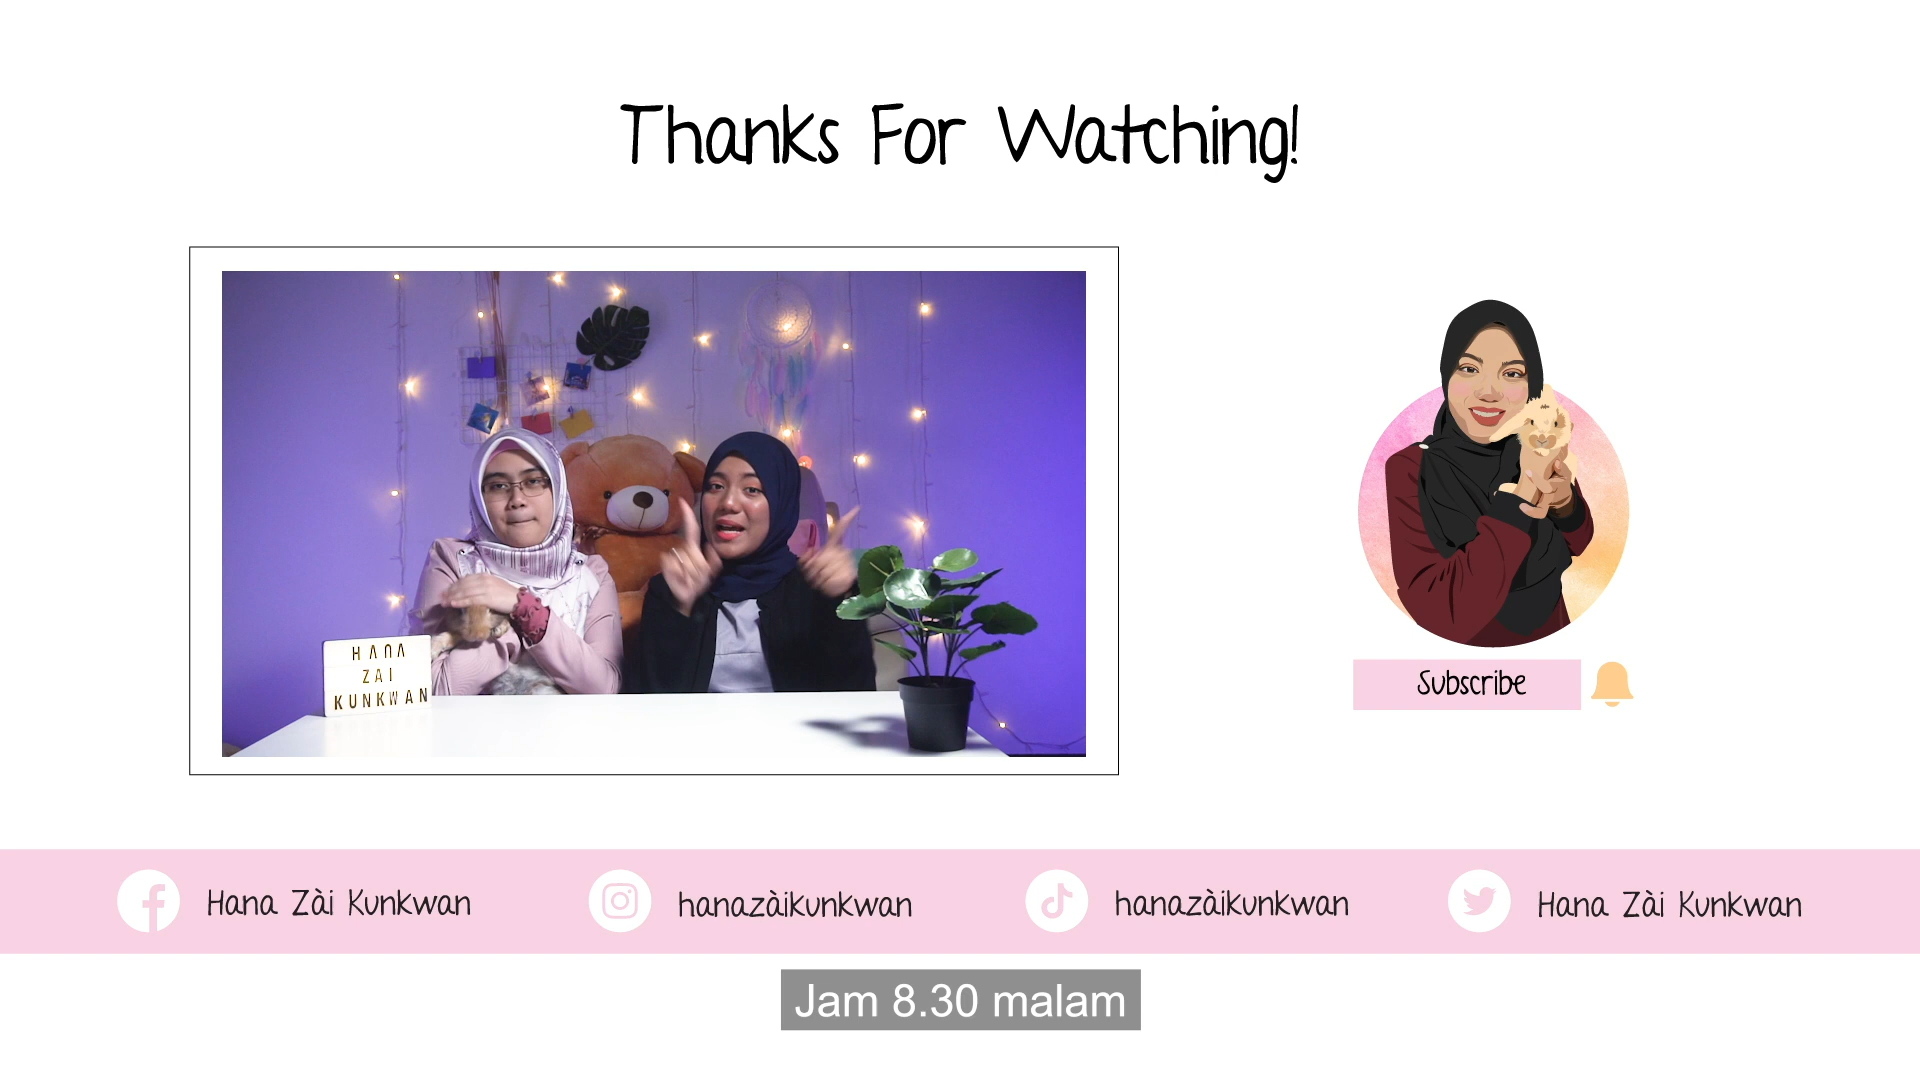 Thanks For Watching!
HANA
ZAI
KUNKWAN
Subscribe
Hana Zài Kunkwan
hanazàikunkwan
hanazàikunkwan
Hana Zài Kunkwan
Jam 8.30 malam